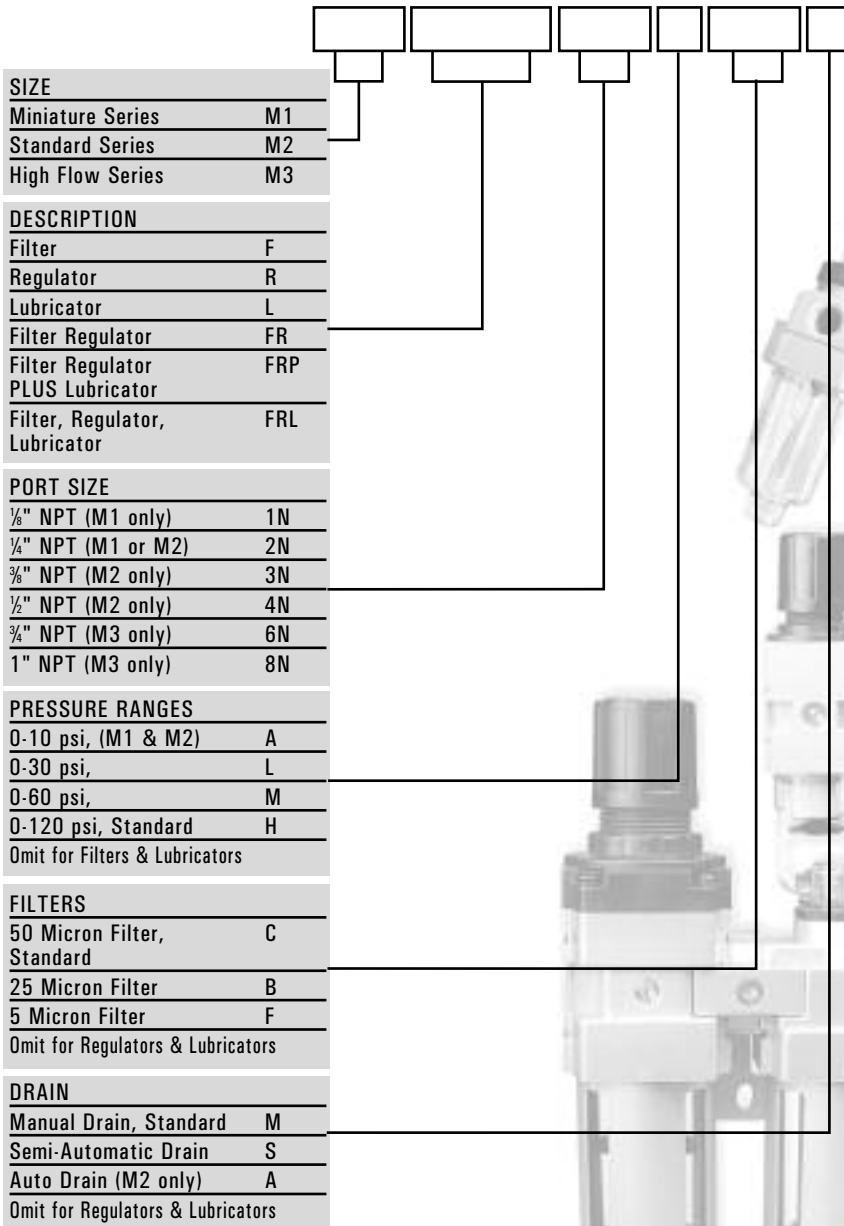 SIZE
Miniature Series M1
Standard Series M2
High Flow Series M3
DESCRIPTION
Filter F
Regulator R
Lubricator L
Filter Regulator FR
Filter Regulator FRP
PLUS Lubricator
Filter, Regulator, FRL
Lubricator
PORT SIZE
⅛" NPT (M1 only) 1N
¼" NPT (M1 or M2) 2N
⅜" NPT (M2 only) 3N
½" NPT (M2 only) 4N
¾" NPT (M3 only) 6N
1" NPT (M3 only) 8N
PRESSURE RANGES
0-10 psi, (M1 & M2) A
0-30 psi, L
0-60 psi, M
0-120 psi, Standard H
Omit for Filters & Lubricators
FILTERS
50 Micron Filter, C
Standard
25 Micron Filter B
5 Micron Filter F
Omit for Regulators & Lubricators
DRAIN
Manual Drain, Standard M
Semi-Automatic Drain S
Auto Drain (M2 only) A
Omit for Regulators & Lubricators